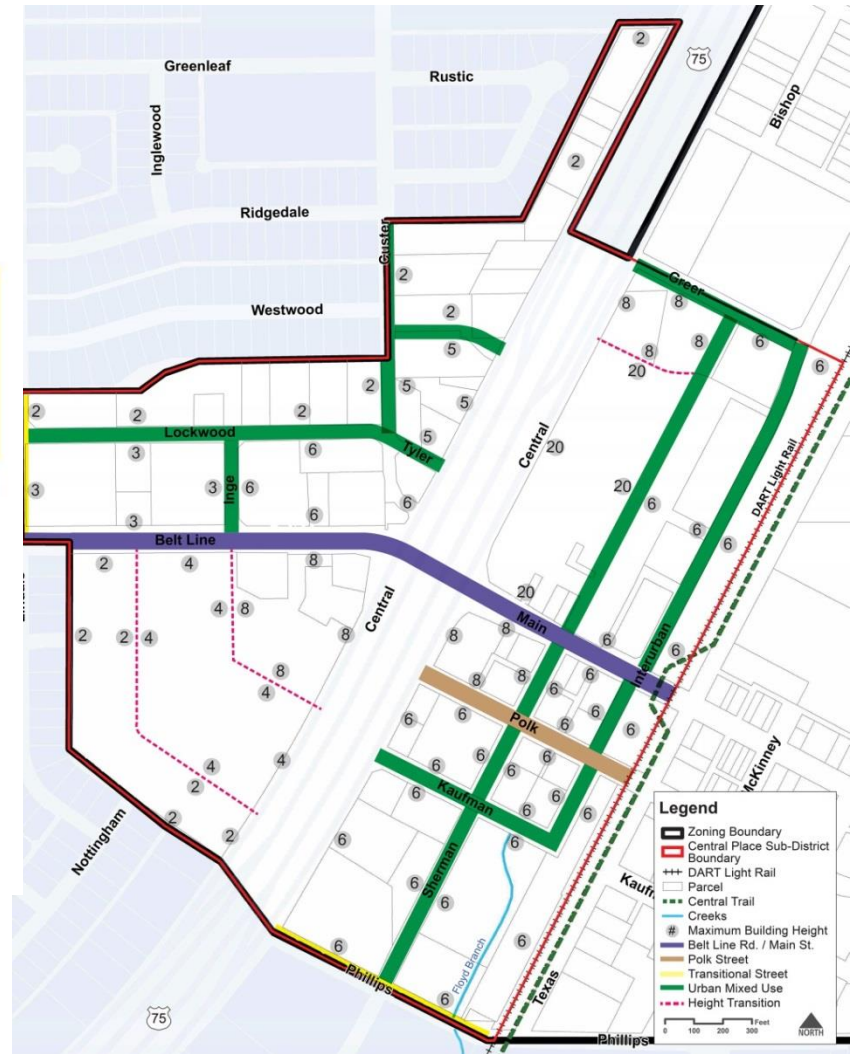 2
75
Bishop
Greenleaf
Rustic
Inglewood
2
Ridgedale
Custer
Greer
2
Westwood
8
8
2
8
6
5
8
6
20
2
5
2
2
2
5
Central
20
Lockwood
5
Tyler
3
6
DART Light Rail
20
6
3
Inge
3
6
6
6
3
6
6
Belt Line
2
4
8
20
Central
Main
4
8
8
8
6
6
Interurban
2
2
4
8
8
6
8
6
6
4
8
6
6
Polk
6
6
McKinney
4
4
6
6
6
6
6
2
Kaufman
6
6
6
2
2
6
6
Nottingham
6
Sherman
6
6
6
6
Floyd Branch
Phillips
6
Texas
75
Phillips
Legend
Zoning Boundary
Central Place Sub-District
Boundary
DART Light Rail
Parcel
Central Trail
Creeks
# Maximum Building Height
Belt Line Rd. / Main St.
Polk Street
Transitional Street
Urban Mixed Use
Height Transition
0 100 200 300 Feet
NORTH